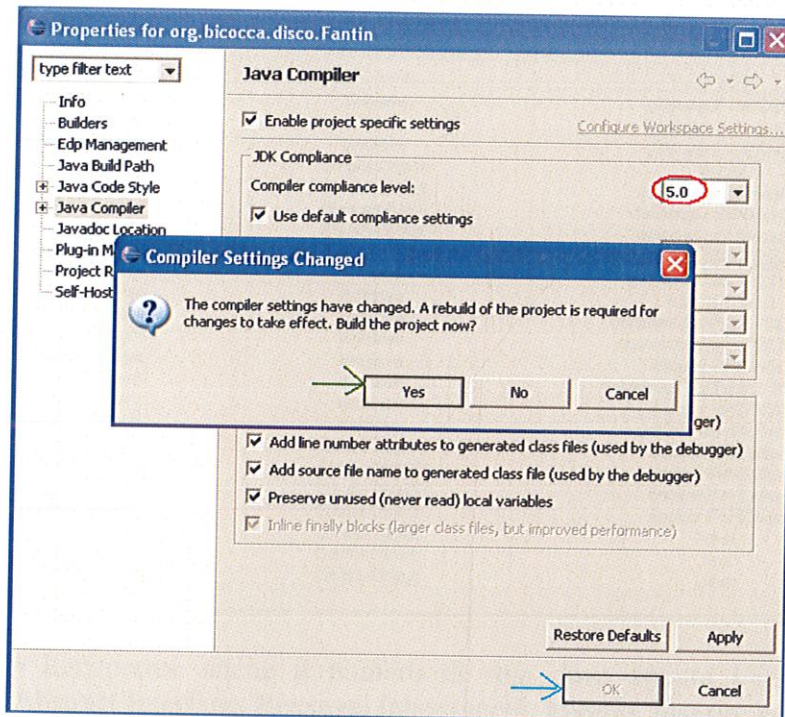 Properties for org.bicocca.disco.Fantin
type filter text
Info
Builders
Edp Management
Java Build Path
Java Code Style
Java Compiler
Javadoc Location
Plug-in M
Project R
Self-Host
Java Compiler
Enable project specific settings
Configure Workspace Settings...
JDK Compliance
Compiler compliance level:
5.0
Use default compliance settings
Compiler Settings Changed
The compiler settings have changed. A rebuild of the project is required for
changes to take effect. Build the project now?
Yes
No
Cancel
ger)
Add line number attributes to generated class files (used by the debugger)
Add source file name to generated class file (used by the debugger)
Preserve unused (never read) local variables
Inline finally blocks (larger class files, but improved performance)
Restore Defaults
Apply
OK
Cancel